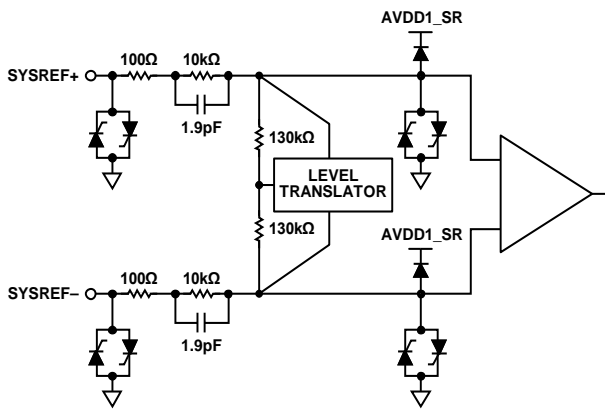 AVDD1_SR
100Ω
10kΩ
SYSREF+
1.9pF
130kΩ
LEVEL
TRANSLATOR
130kΩ
AVDD1_SR
100Ω
10kΩ
SYSREF–
1.9pF